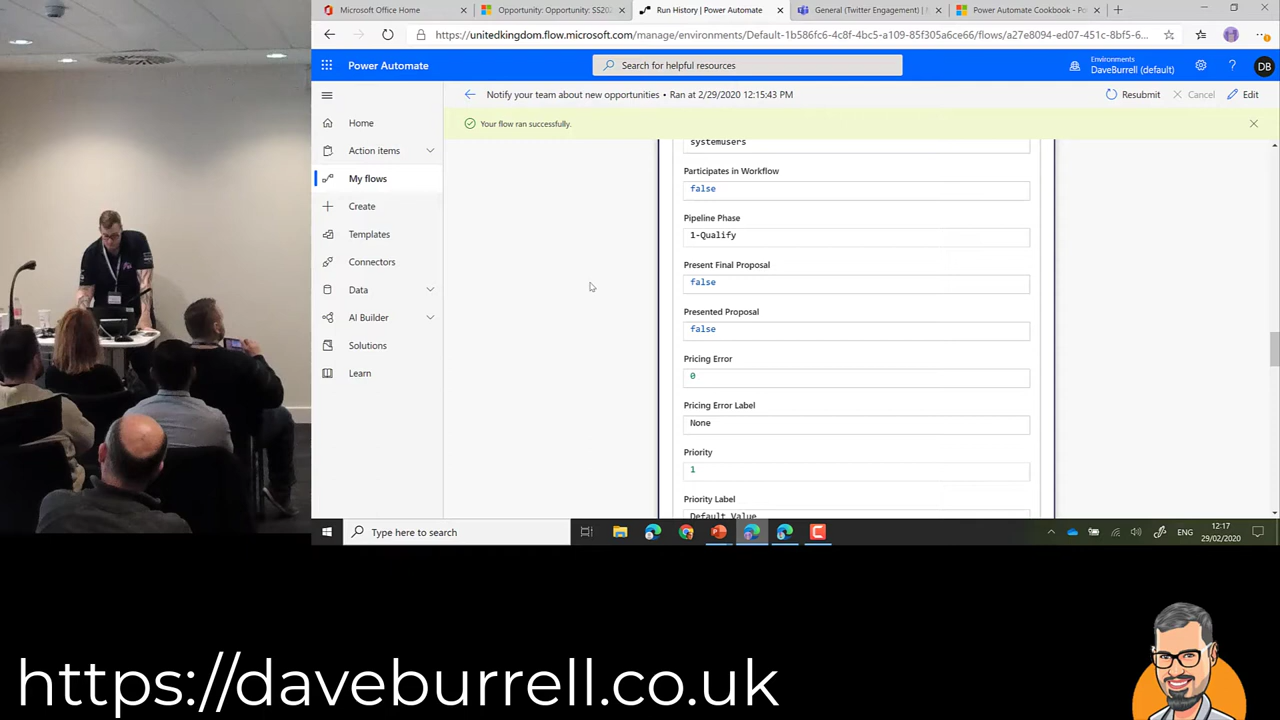 Microsoft Office Home
Opportunity: Opportunity: SS202
Run History | Power Automate
General (Twitter Engagement) |
Power Automate Cookbook - Po
https://unitedkingdom.flow.microsoft.com/manage/environments/Default-1b586fc6-4c8f-4bc5-a109-85f305a6ce66/flows/a27e8094-ed07-451c-8bf5-6...
Power Automate
Search for helpful resources
Environments
DaveBurrell (default)
DB
Notify your team about new opportunities • Ran at 2/29/2020 12:15:43 PM
Resubmit
Cancel
Edit
Your flow ran successfully.
Home
Action items
My flows
Create
Templates
Connectors
Data
AI Builder
Solutions
Learn
systemusers
Participates in Workflow
false
Pipeline Phase
1-Qualify
Present Final Proposal
false
Presented Proposal
false
Pricing Error
0
Pricing Error Label
None
Priority
1
Priority Label
Default Value
Type here to search
ENG
12:17
29/02/2020
https://daveburrell.co.uk